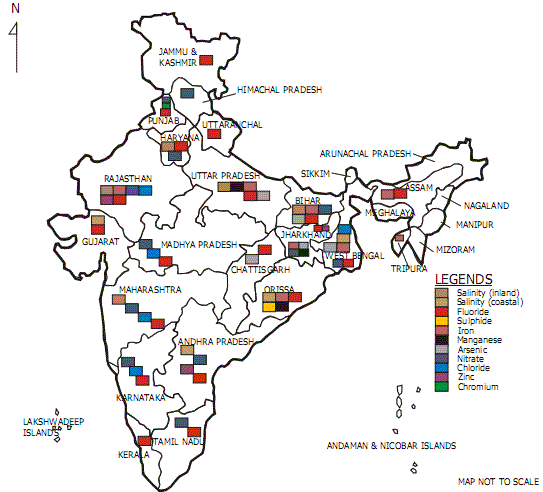 N
JAMMU &
KASHMIR
HIMACHAL PRADESH
PUNJAB
UTTARANCHAL
HARYANA
ARUNACHAL PRADESH
SIKKIM
RAJASTHAN
UTTAR PRADESH
ASSAM
BIHAR
NAGALAND
MEGHALAYA
MANIPUR
JHARKHAND
GUJARAT
MADHYA PRADESH
WEST BENGAL
MIZORAM
CHATTISGARH
TRIPURA
LEGENDS
MAHARASHTRA
ORISSA
Salinity (inland)
Salinity (coastal)
Fluoride
Sulphide
Iron
Manganese
Arsenic
Nitrate
Chloride
Zinc
Chromium
ANDHRA PRADESH
KARNATAKA
LAKSHWADEEP
ISLANDS
TAMIL NADU
ANDAMAN & NICOBAR ISLANDS
KERALA
MAP NOT TO SCALE